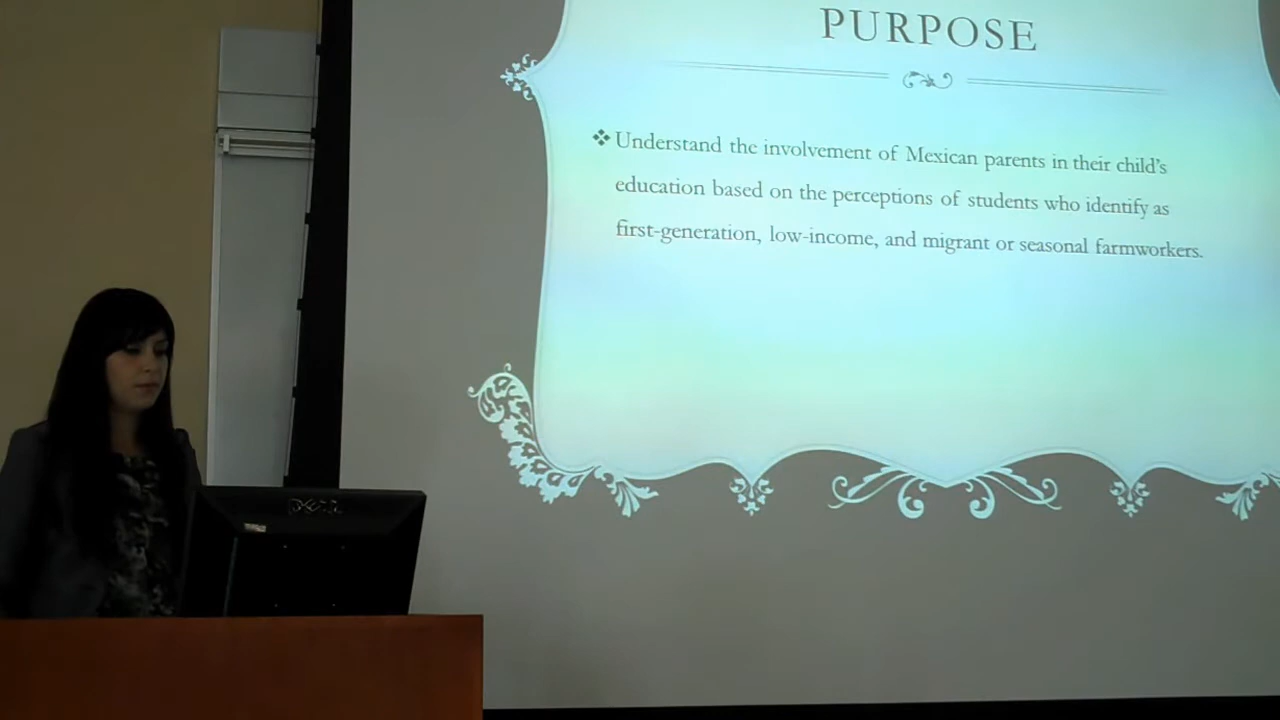 PURPOSE
Understand the involvement of Mexican parents in their child's
education based on the perceptions of students who identify as
first-generation, low-income, and migrant or seasonal farmworkers.